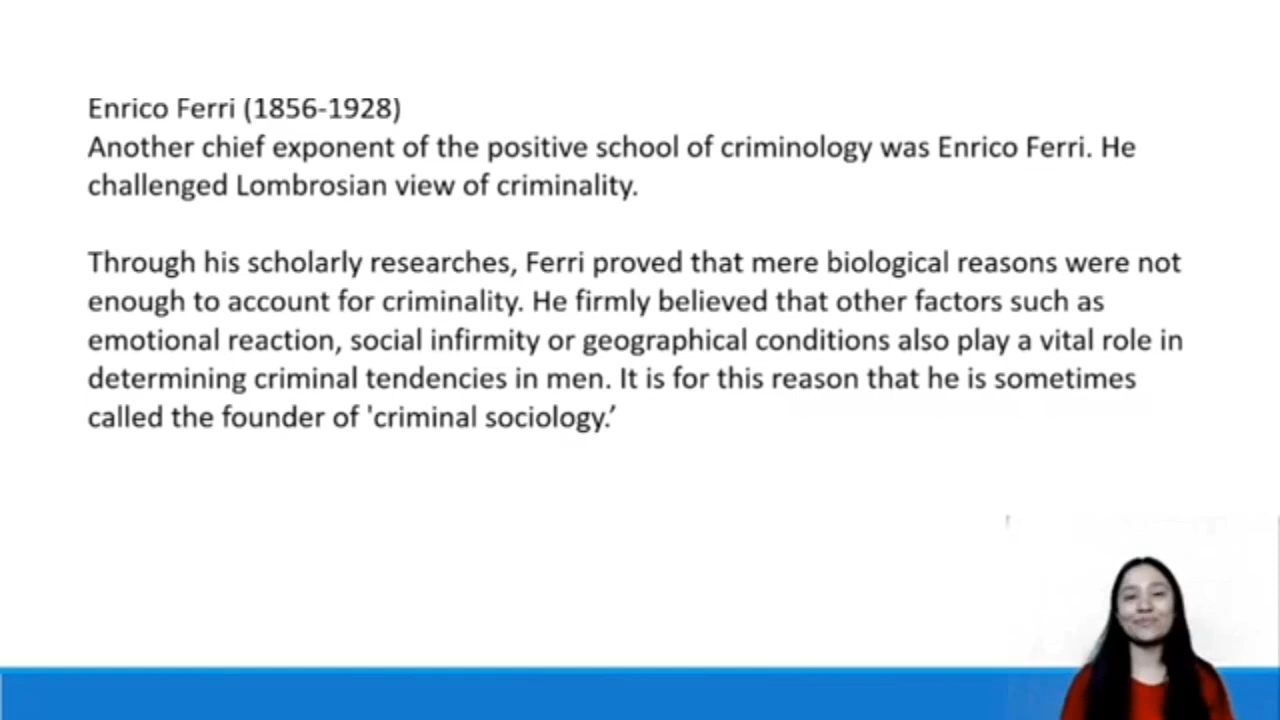 Enrico Ferri (1856-1928)
Another chief exponent of the positive school of criminology was Enrico Ferri. He
challenged Lombrosian view of criminality.
Through his scholarly researches, Ferri proved that mere biological reasons were not
enough to account for criminality. He firmly believed that other factors such as
emotional reaction, social infirmity or geographical conditions also play a vital role in
determining criminal tendencies in men. It is for this reason that he is sometimes
called the founder of 'criminal sociology.’